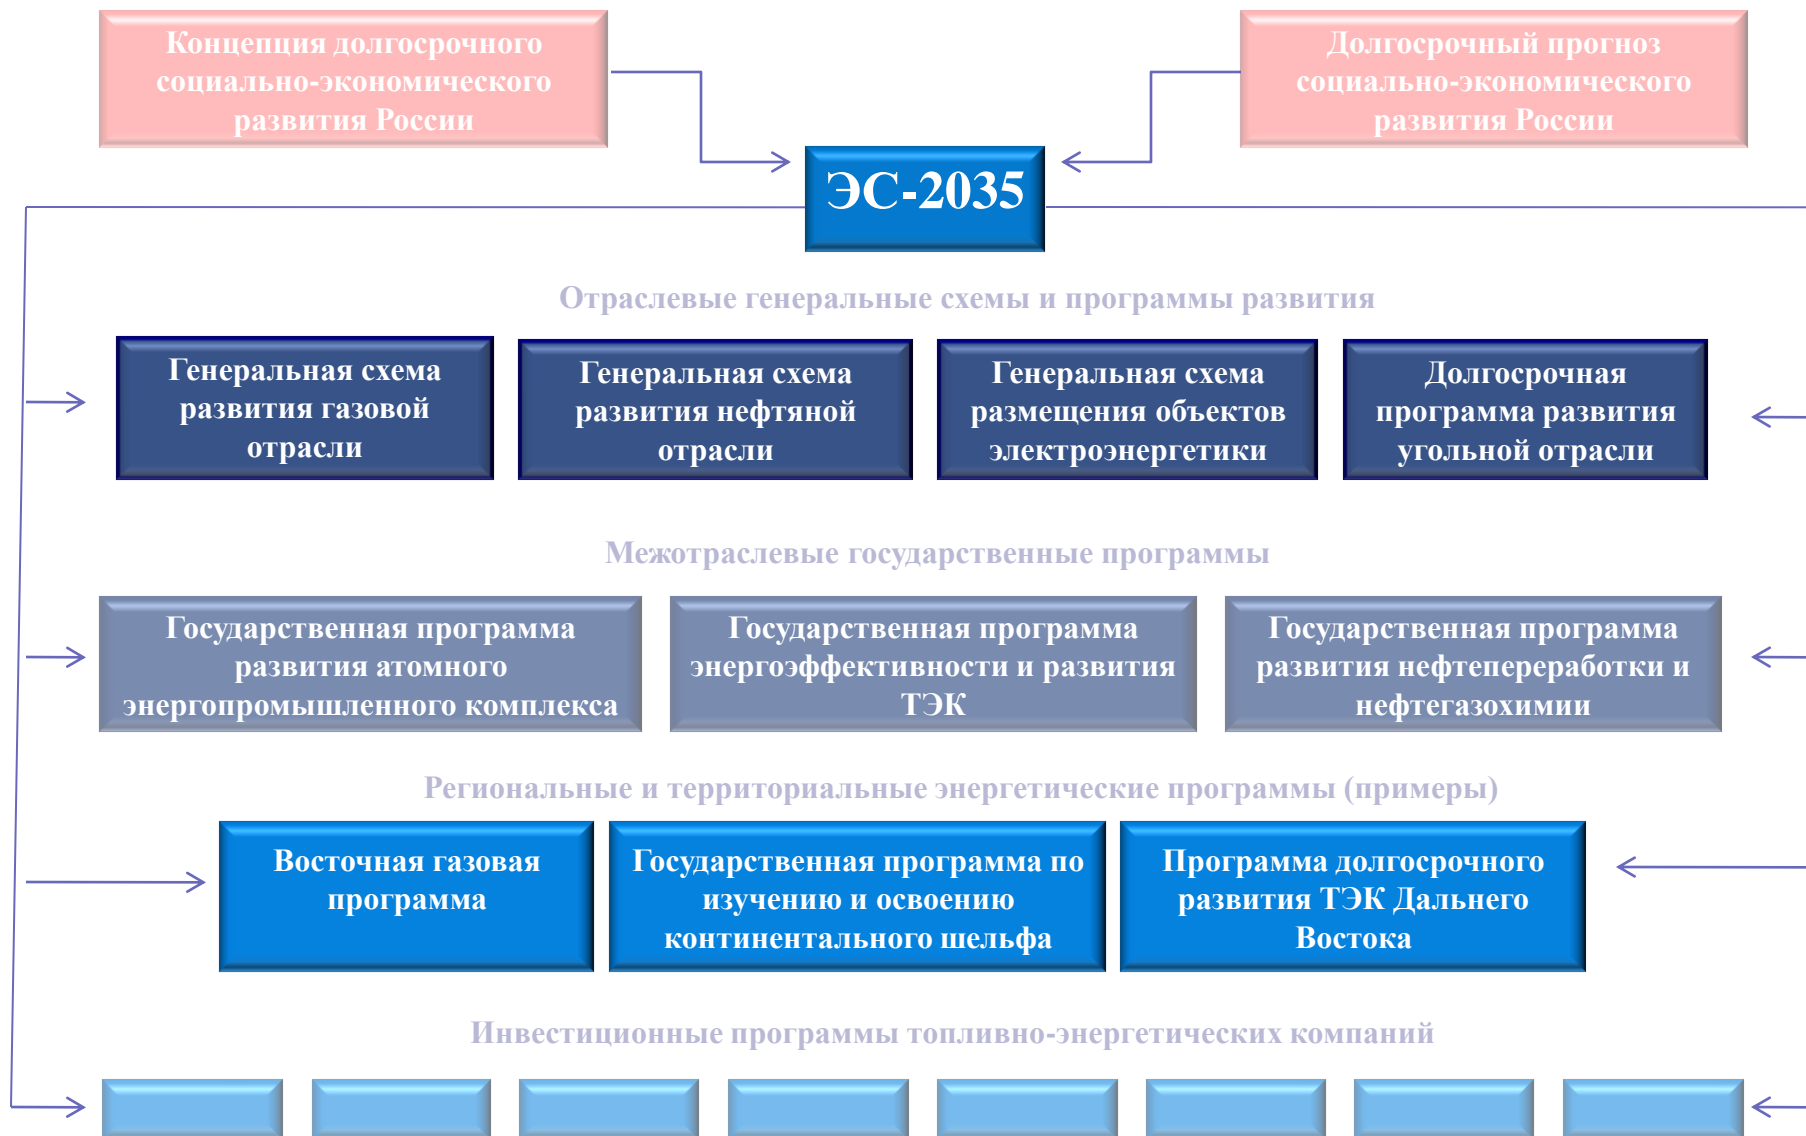 Концепция долгосрочного
социально-экономического
развития России
Долгосрочный прогноз
социально-экономического
развития России
ЭС-2035
Отраслевые генеральные схемы и программы развития
Генеральная схема
развития газовой
отрасли
Генеральная схема
развития нефтяной
отрасли
Генеральная схема
размещения объектов
электроэнергетики
Долгосрочная
программа развития
угольной отрасли
Межотраслевые государственные программы
Государственная программа
развития атомного
энергопромышленного комплекса
Государственная программа
энергоэффективности и развития
ТЭК
Государственная программа
развития нефтепереработки и
нефтегазохимии
Региональные и территориальные энергетические программы (примеры)
Восточная газовая
программа
Государственная программа по
изучению и освоению
континентального шельфа
Программа долгосрочного
развития ТЭК Дальнего
Востока
Инвестиционные программы топливно-энергетических компаний